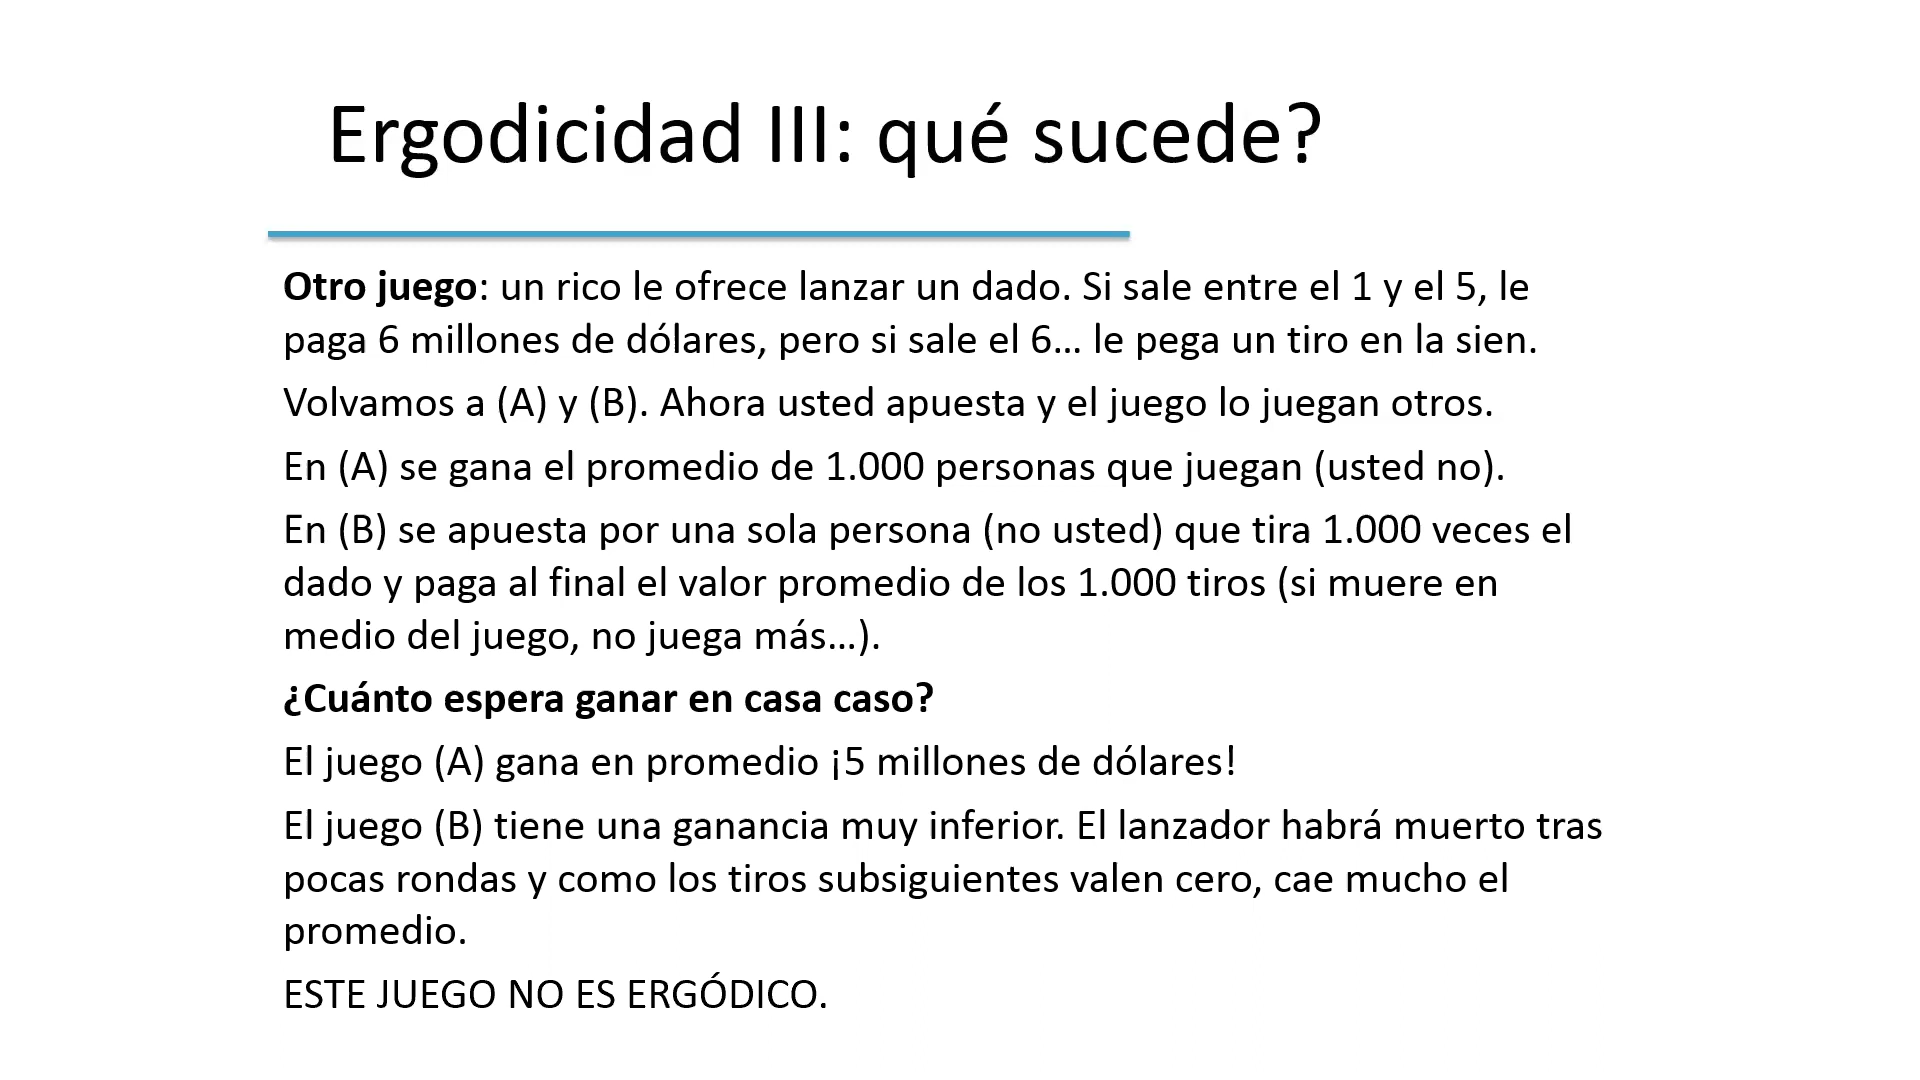 Ergodicidad III: qué sucede?
Otro juego: un rico le ofrece lanzar un dado. Si sale entre el 1 y el 5, le
paga 6 millones de dólares, pero si sale el 6... le pega un tiro en la sien.
Volvamos a (A) y (B). Ahora usted apuesta y el juego lo juegan otros.
En (A) se gana el promedio de 1.000 personas que juegan (usted no).
En (B) se apuesta por una sola persona (no usted) que tira 1.000 veces el
dado y paga al final el valor promedio de los 1.000 tiros (si muere en
medio del juego, no juega más...).
¿Cuánto espera ganar en casa caso?
El juego (A) gana en promedio ¡5 millones de dólares!
El juego (B) tiene una ganancia muy inferior. El lanzador habrá muerto tras
pocas rondas y como los tiros subsiguientes valen cero, cae mucho el
promedio.
ESTE JUEGO NO ES ERGÓDICO.